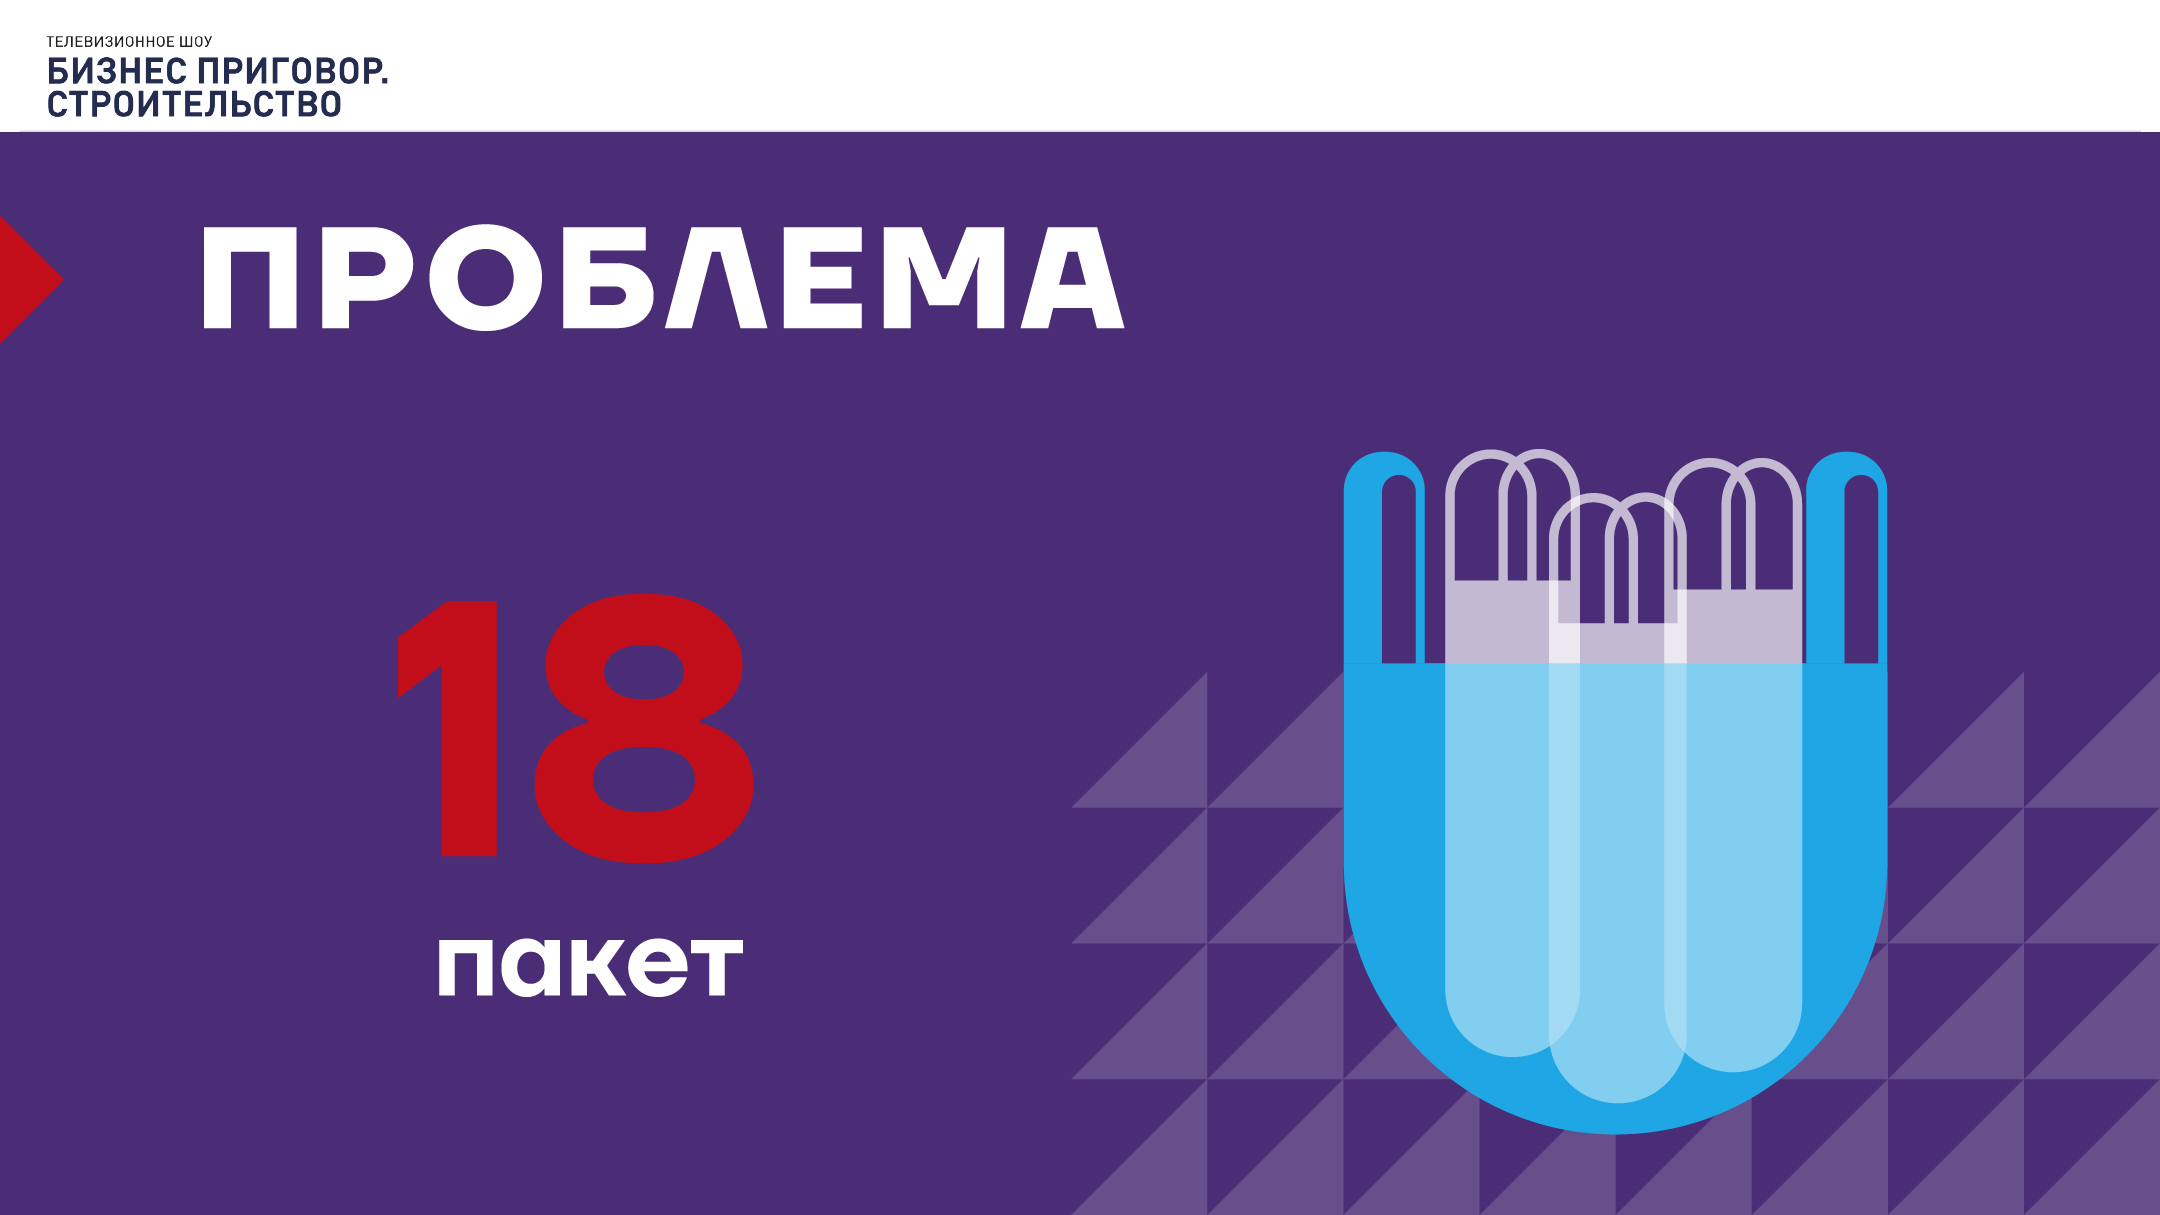 ТЕЛЕВИЗИОННОЕ ШОУ
БИЗНЕС ПРИГОВОР.
СТРОИТЕЛЬСТВО
ПРОБЛЕМА
18
пакет